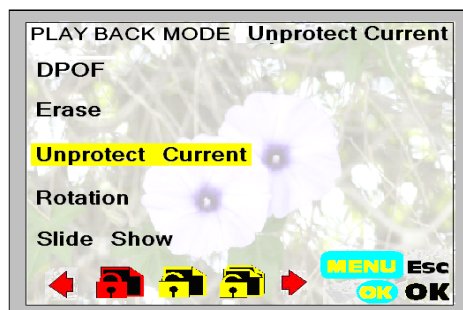 PLAY BACK MODE Unprotect Current
DPOF
Erase
Unprotect Current
Rotation
Slide Show
MENU Esc
OK OK